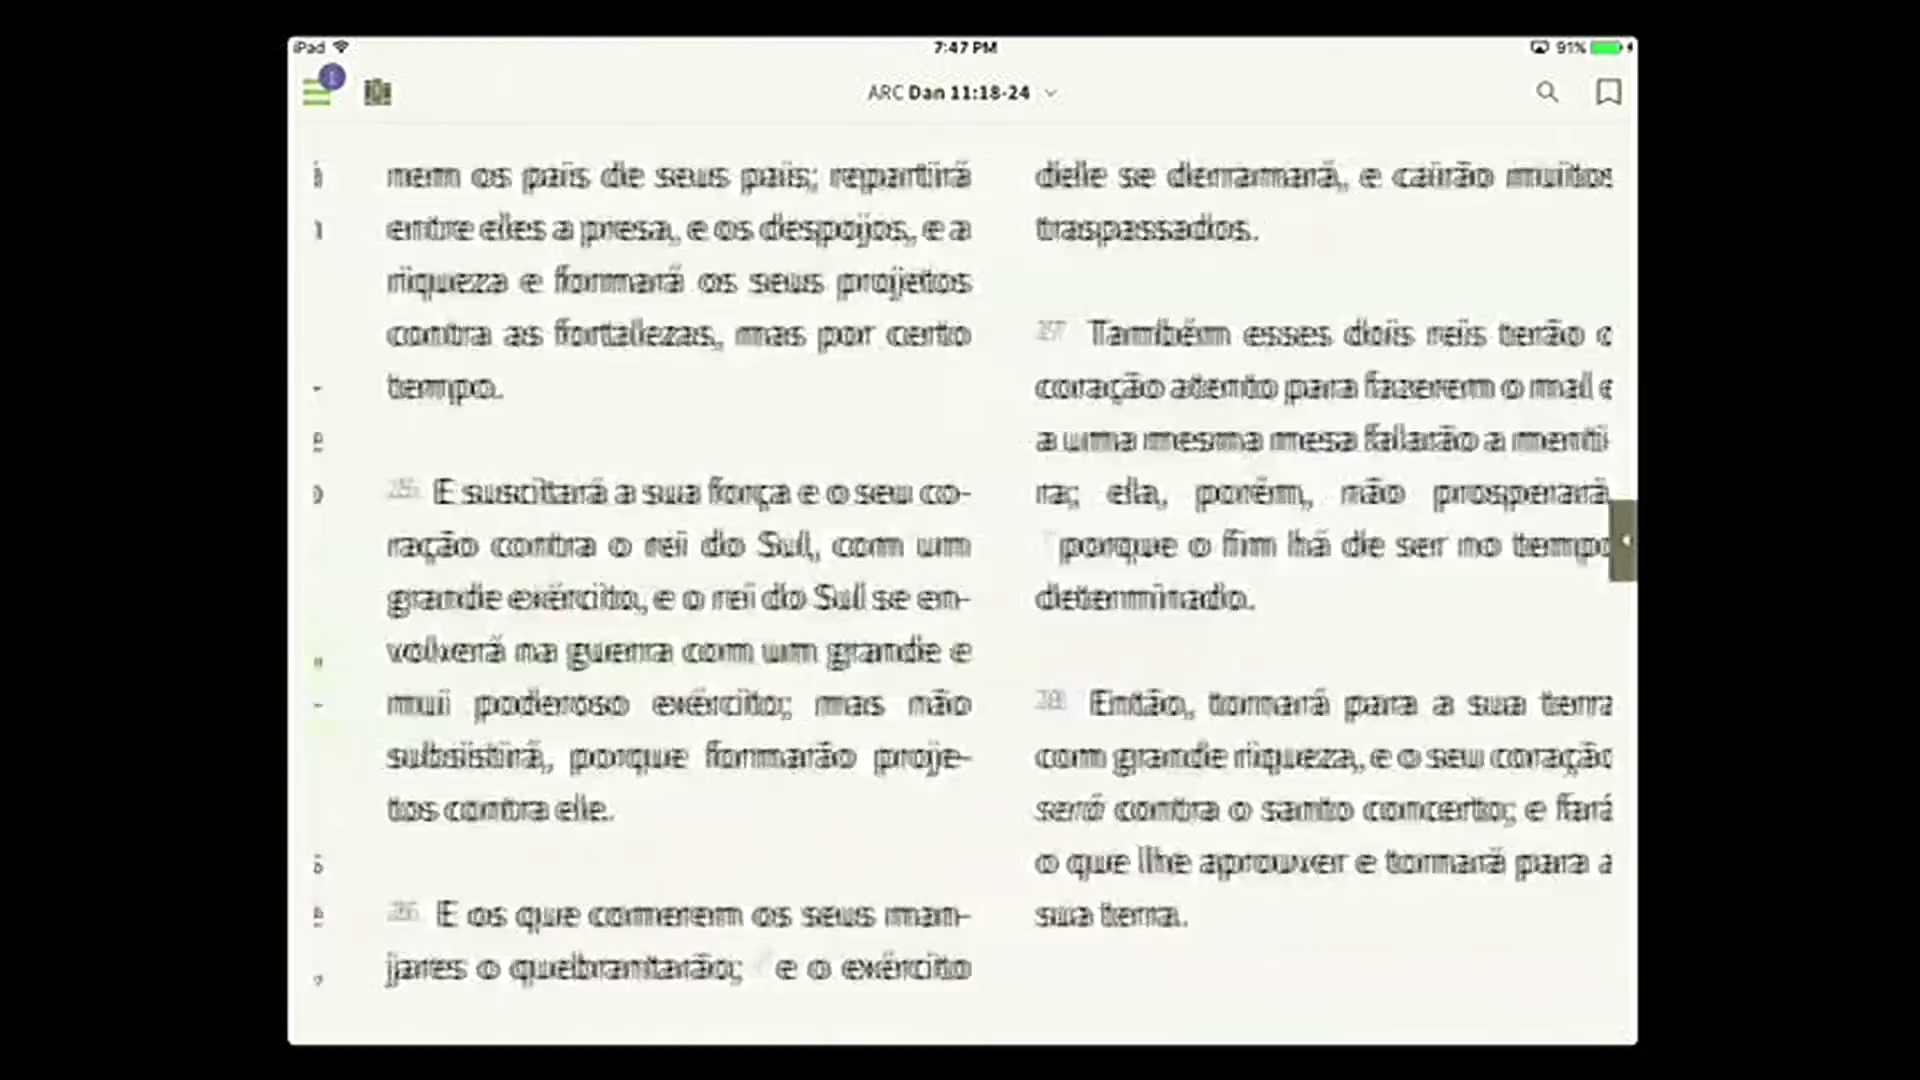 iPad
7:47 PM
91%
1
ARC Dan 11:18-24
nem os pais de seus pais; repartirá
entre eles a presa, e os despojos, e a
riqueza e formará os seus projetos
contra as fortalezas, mas por certo
tempo.
25 E suscitará a sua força e o seu co-
ração contra o rei do Sul, com um
grande exército, e o rei do Sul se en-
volverá na guerra com um grande e
mui poderoso exército; mas não
subsistirá, porque formarão proje-
tos contra ele.
26 E os que comerem os seus man-
jares o quebrantarão; e o exército
dele se derramará, e cairão muitos
traspassados.
27 Também esses dois reis terão o
coração atento para fazerem o mal e
a uma mesma mesa falarão a menti-
ra; ela, porém, não prosperará,
porque o fim há de ser no tempo
determinado.
28 Então, tornará para a sua terra
com grande riqueza, e o seu coração
será contra o santo concerto; e fará
o que lhe aprouver e tornará para a
sua terra.